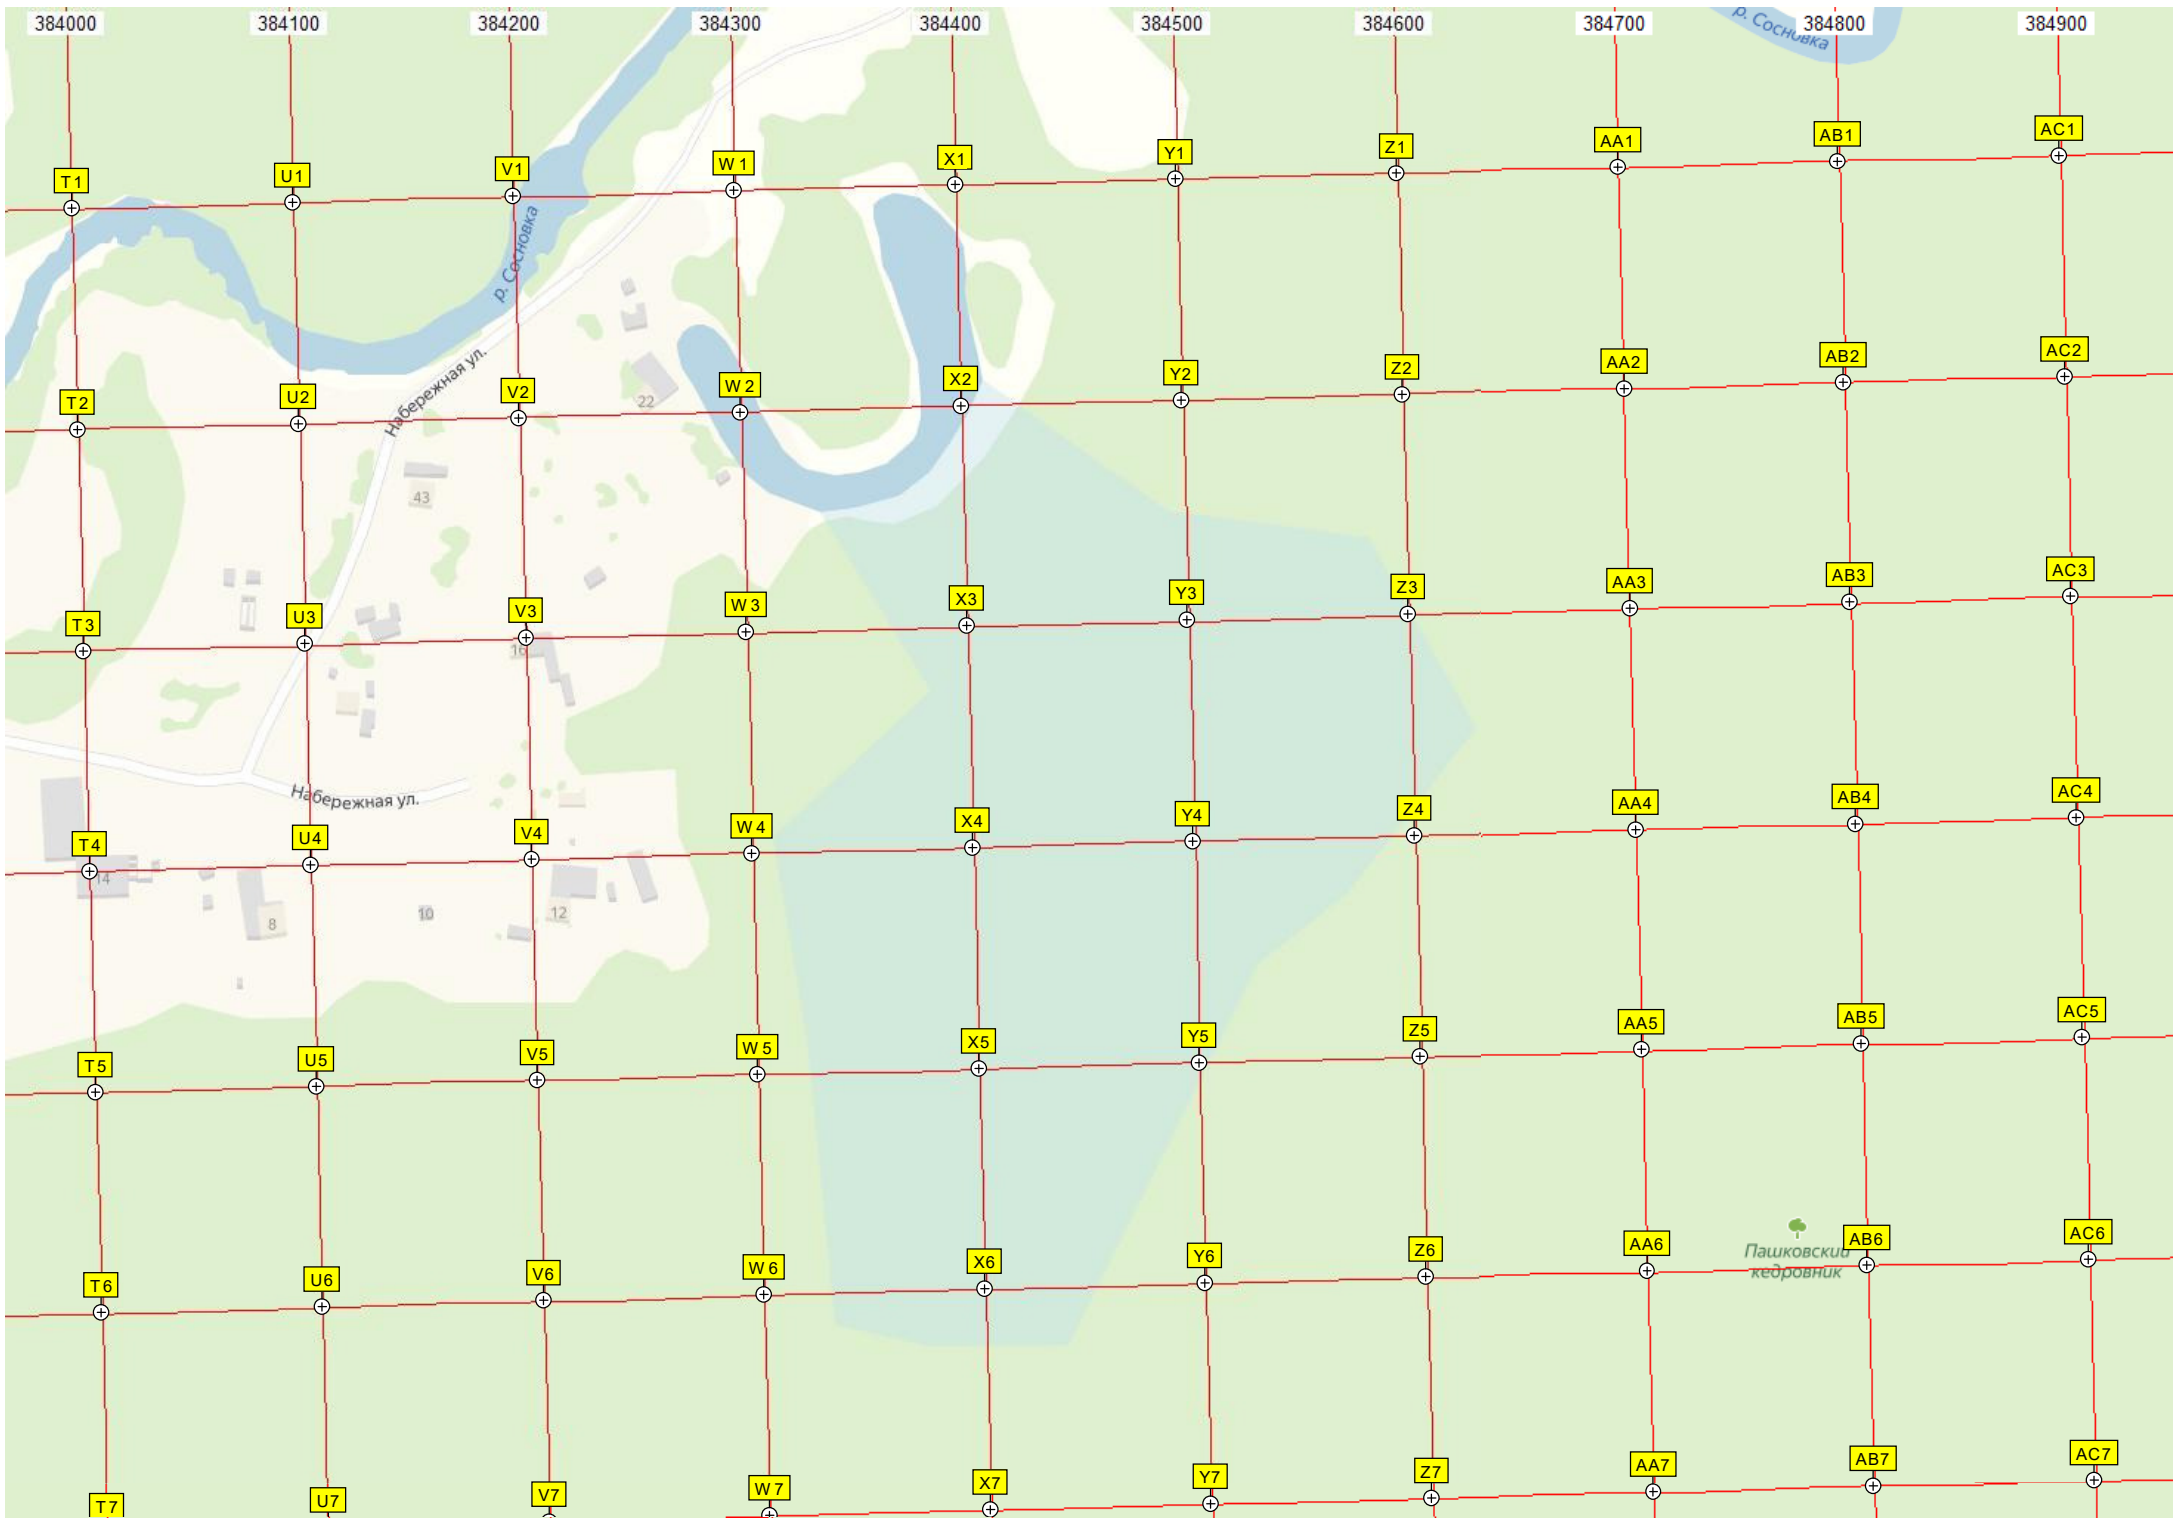 384000 384100 384200 384300 384400 384500 384600 384700 384800 384900
р. Сосновка
T1 U1 V1 W1 X1 Y1 Z1 AA1 AB1 AC1
р. Сосновка
Набережная ул.
22
T2 U2 V2 W2 X2 Y2 Z2 AA2 AB2 AC2
43
T3 U3 V3 W3 X3 Y3 Z3 AA3 AB3 AC3
16
Набережная ул.
T4 U4 V4 W4 X4 Y4 Z4 AA4 AB4 AC4
14
8 10 12
T5 U5 V5 W5 X5 Y5 Z5 AA5 AB5 AC5
Пашковский
кедровник
T6 U6 V6 W6 X6 Y6 Z6 AA6 AB6 AC6
T7 U7 V7 W7 X7 Y7 Z7 AA7 AB7 AC7